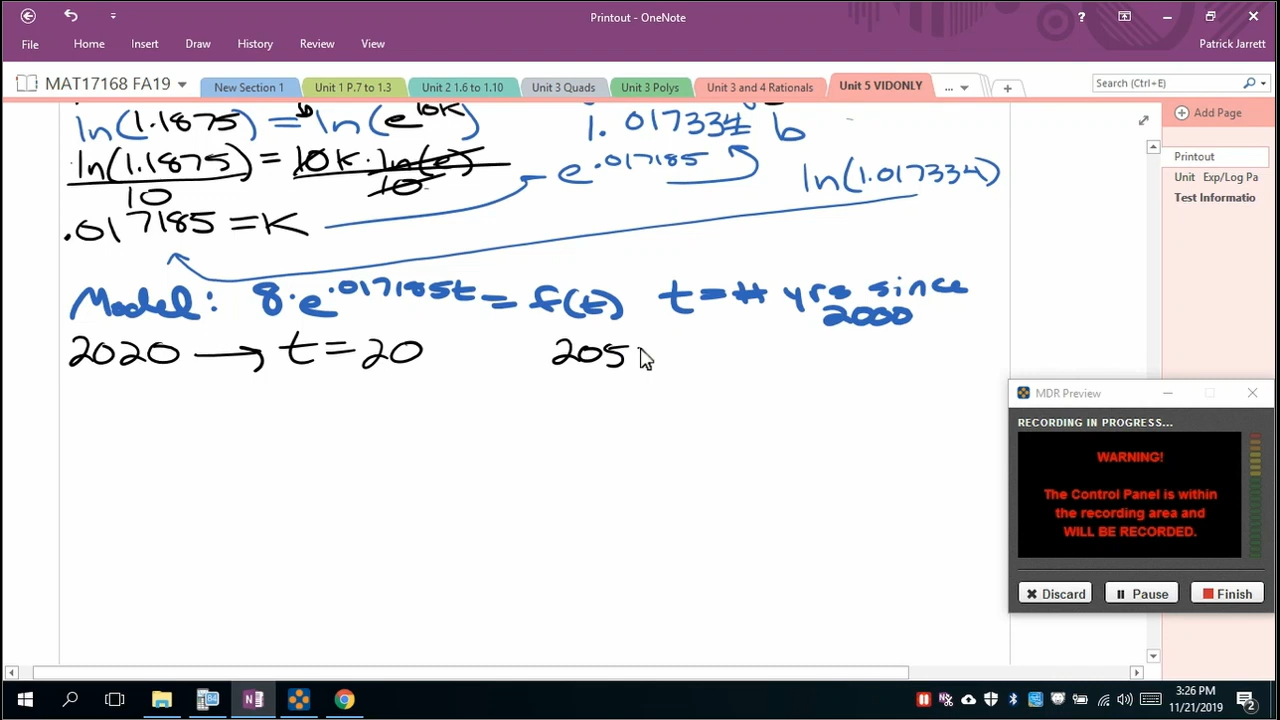 Printout - OneNote
?
File Home Insert Draw History Review View
Patrick Jarrett
MAT17168 FA19
New Section 1
Unit 1 P.7 to 1.3
Unit 2 1.6 to 1.10
Unit 3 Quads
Unit 3 Polys
Unit 3 and 4 Rationals
Unit 5 VIDONLY
...
Search (Ctrl+E)
Add Page
Printout
Unit Exp/Log Pa
Test Informatio
ln(1.1875) = ln(e^10K)
1.017334 b
ln(1.1875) = 10K·ln(e)
10 10
e^.017185
ln(1.017334)
.017185 = K
Model: 8·e^.017185t = f(t) t = # yrs since
2000
2020 → t = 20 205
MDR Preview
RECORDING IN PROGRESS...
WARNING!
The Control Panel is within
the recording area and
WILL BE RECORDED.
Discard Pause Finish
3:26 PM
11/21/2019
2